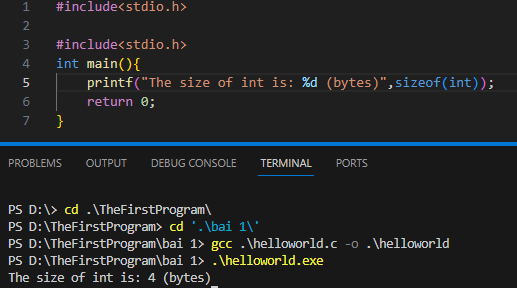 1 #include<stdio.h>
2
3 #include<stdio.h>
4 int main(){
5     printf("The size of int is: %d (bytes)",sizeof(int));
6     return 0;
7 }
PROBLEMS OUTPUT DEBUG CONSOLE TERMINAL PORTS
PS D:\> cd .\TheFirstProgram\
PS D:\TheFirstProgram> cd '.\bai 1\'
PS D:\TheFirstProgram\bai 1> gcc .\helloworld.c -o .\helloworld
PS D:\TheFirstProgram\bai 1> .\helloworld.exe
The size of int is: 4 (bytes)